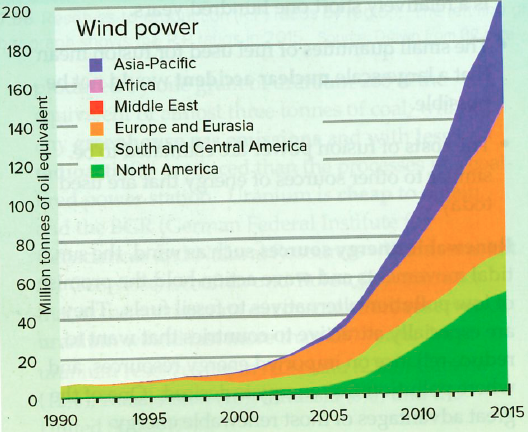 Wind power
Asia-Pacific
Africa
Middle East
Europe and Eurasia
South and Central America
North America
Million tonnes of oil equivalent
200
180
160
140
120
100
80
60
40
20
0
1990
1995
2000
2005
2010
2015